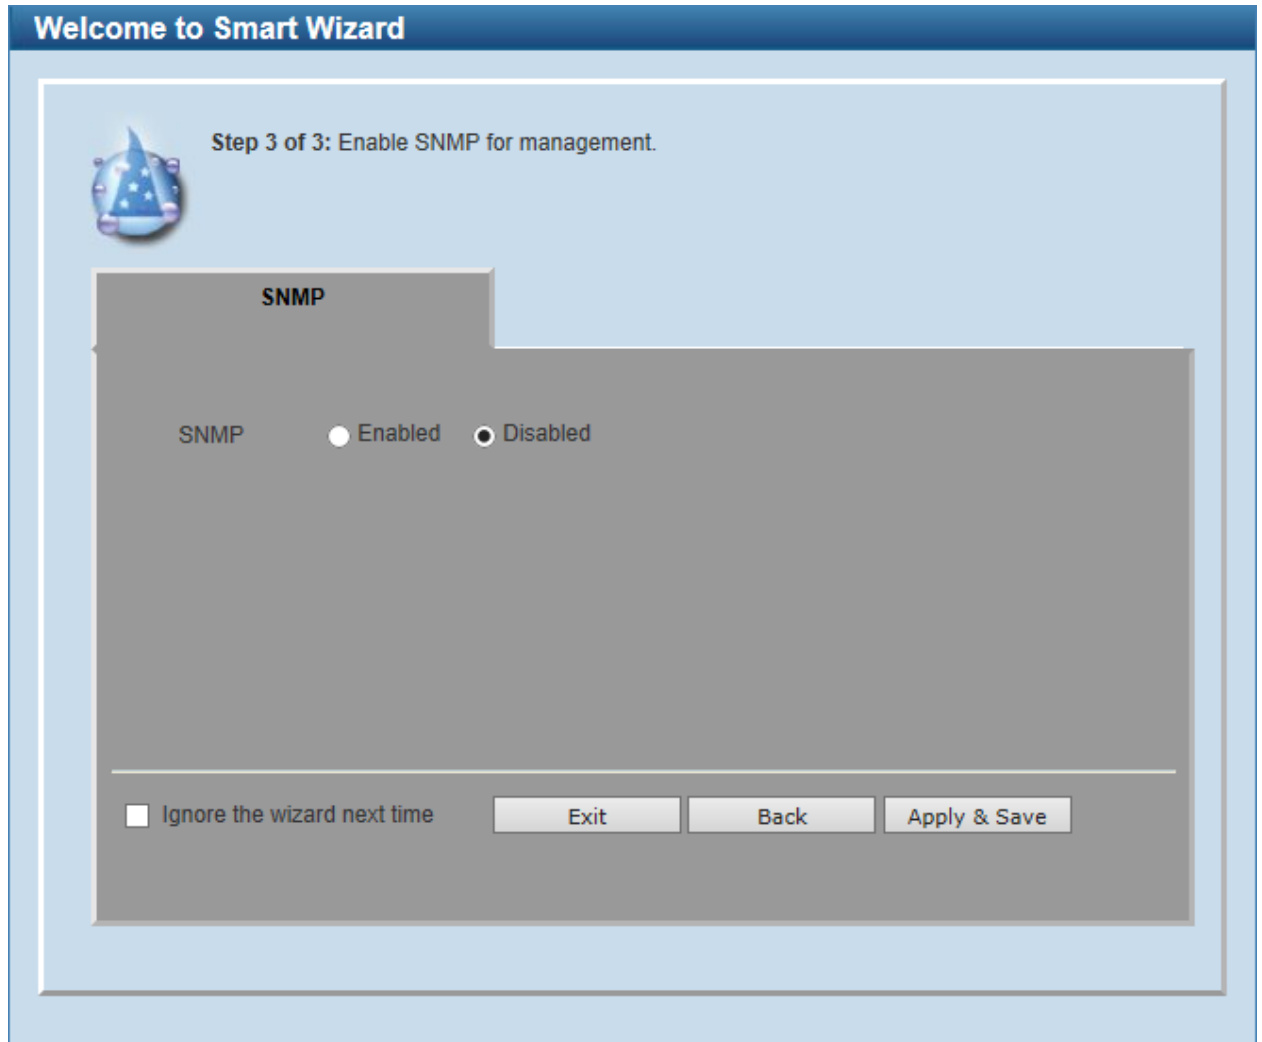 Welcome to Smart Wizard
Step 3 of 3: Enable SNMP for management.
SNMP
SNMP Enabled Disabled
Ignore the wizard next time Exit Back Apply & Save